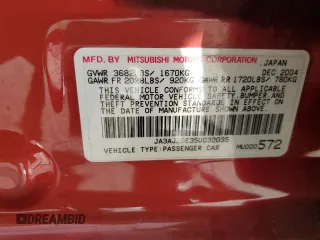 MFD. BY MITSUBISHI MOTORS CORPORATION, JAPAN
GVWR 3682LBS/ 1670KG DEC 2004
GAWR FR 2028LBS/ 920KG GAWR RR 1720LBS/ 780KG
THIS VEHICLE CONFORMS TO ALL APPLICABLE
FEDERAL MOTOR VEHICLE SAFETY,BUMPER,AND
THEFT PREVENTION STANDARDS IN EFFECT ON
THE DATE OF MANUFACTURE SHOWN ABOVE.
VEHICLE TYPE:PASSENGER CAR 572